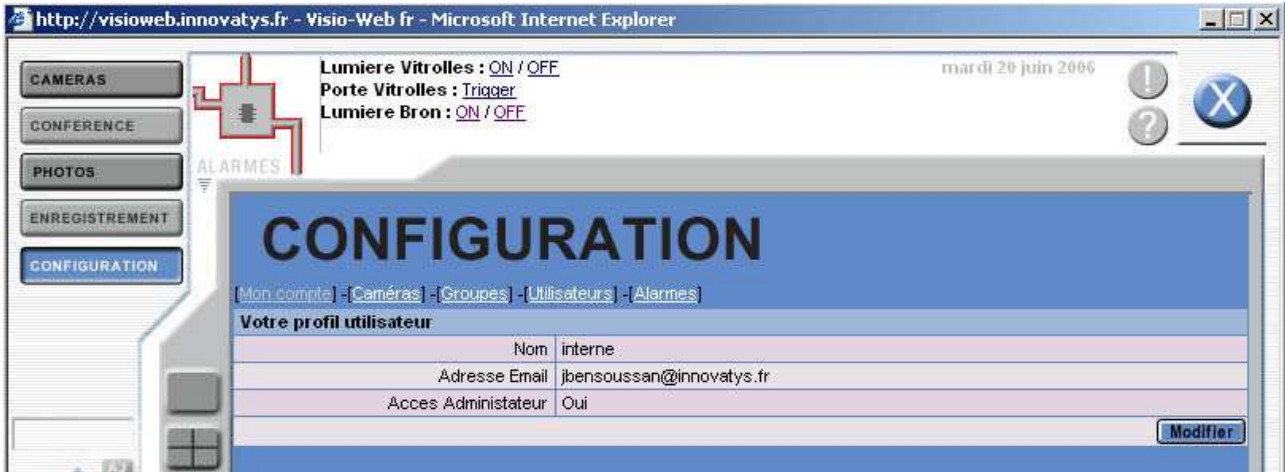 http://visioweb.innovatys.fr - Visio-Web fr - Microsoft Internet Explorer
CAMERAS
CONFERENCE
PHOTOS
ENREGISTREMENT
CONFIGURATION
Lumiere Vitrolles : ON / OFF
Porte Vitrolles : Trigger
Lumiere Bron : ON / OFF
mardi 20 juin 2006
!
?
X
ALARMES
CONFIGURATION
[Mon compte] -[Caméras] -[Groupes] -[Utilisateurs] -[Alarmes]
Votre profil utilisateur
Nom interne
Adresse Email jbensoussan@innovatys.fr
Acces Administateur Oui
Modifier